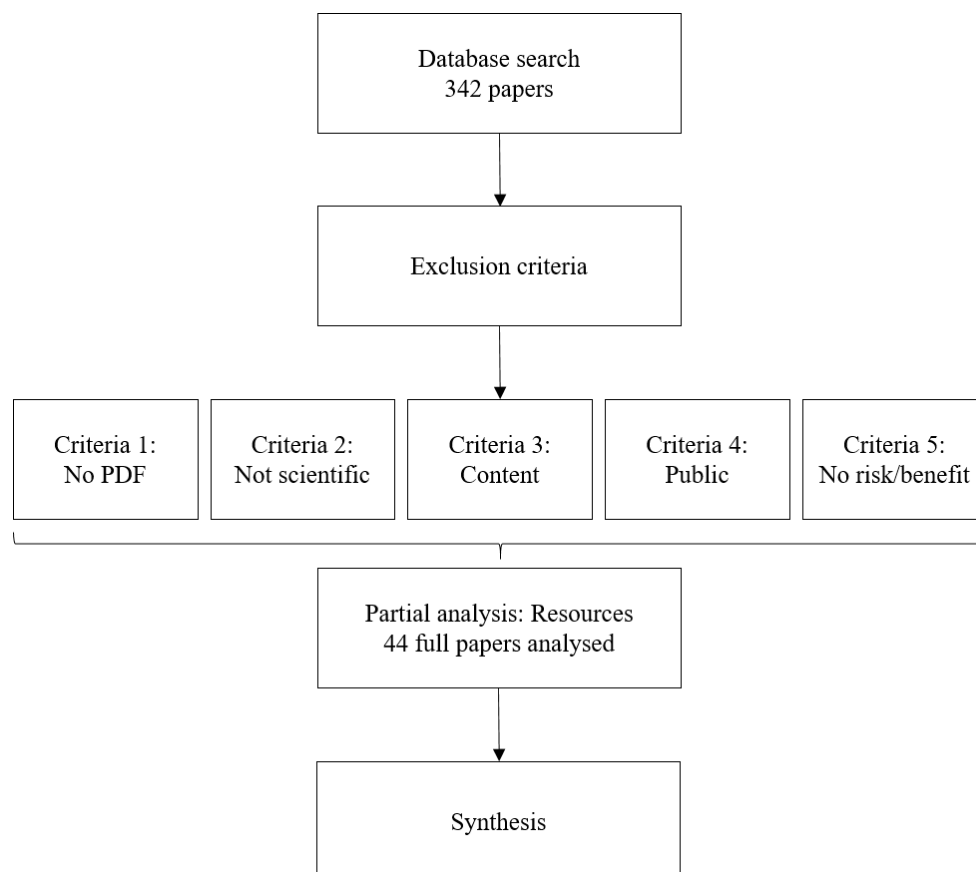 Database search
342 papers
Exclusion criteria
Criteria 1:
No PDF
Criteria 2:
Not scientific
Criteria 3:
Content
Criteria 4:
Public
Criteria 5:
No risk/benefit
Partial analysis: Resources
44 full papers analysed
Synthesis